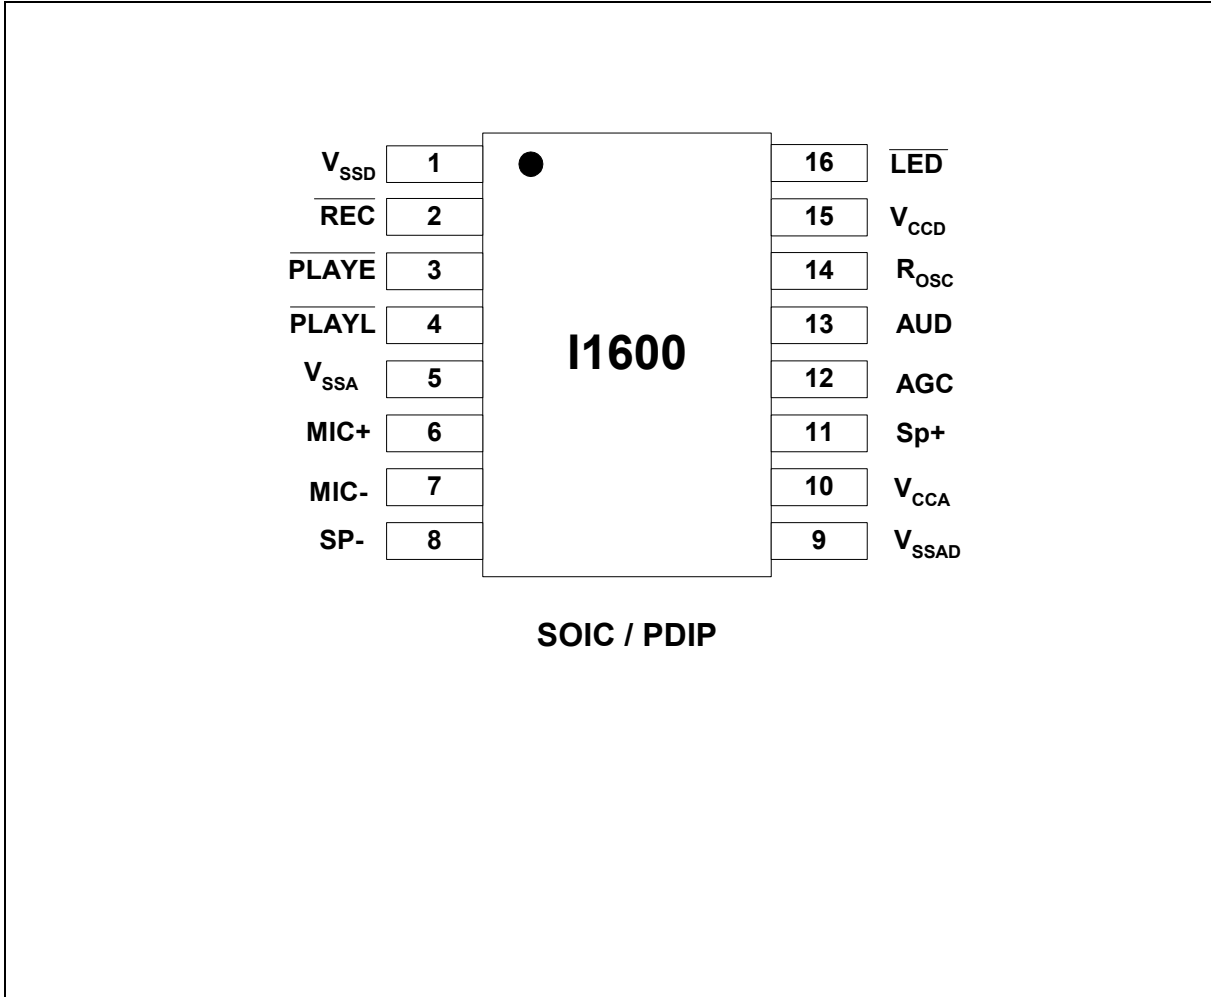 VSSD 1 16 LED
REC 2 15 VCCD
PLAYE 3 14 ROSC
PLAYL 4 13 AUD
VSSA 5 12 AGC
MIC+ 6 11 Sp+
MIC- 7 10 VCCA
SP- 8 9 VSSAD
I1600
SOIC / PDIP